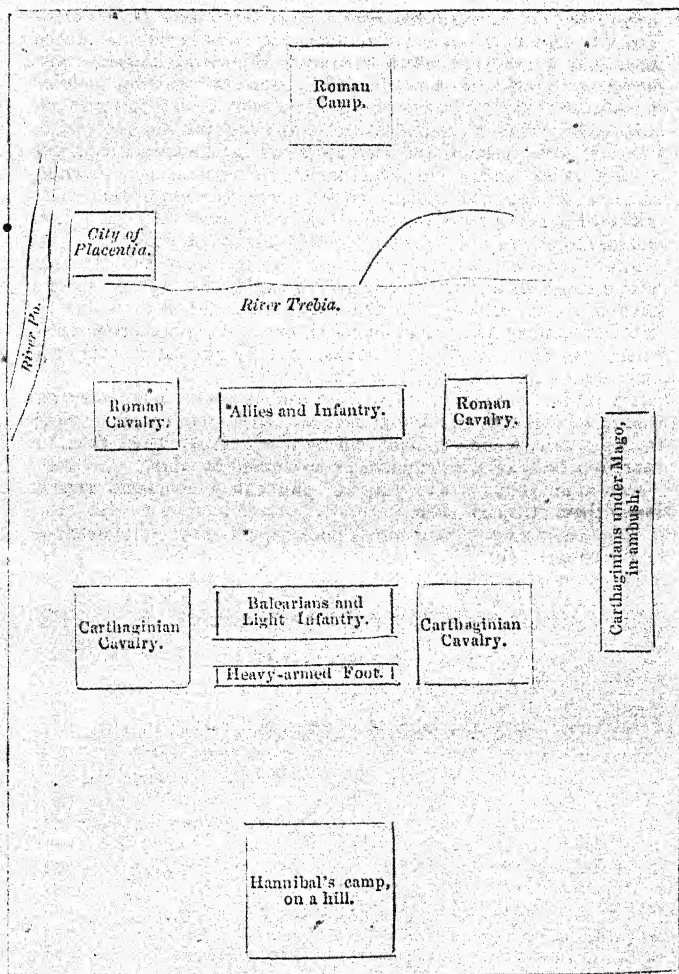 Roman
Camp.
City of
Placentia.
River Po.
River Trebia.
Roman
Cavalry.
Allies and Infantry.
Roman
Cavalry.
Carthaginians under Mago,
in ambush.
Carthaginian
Cavalry.
Balearians and
Light Infantry.
Carthaginian
Cavalry.
Heavy-armed Foot.
Hannibal's camp,
on a hill.